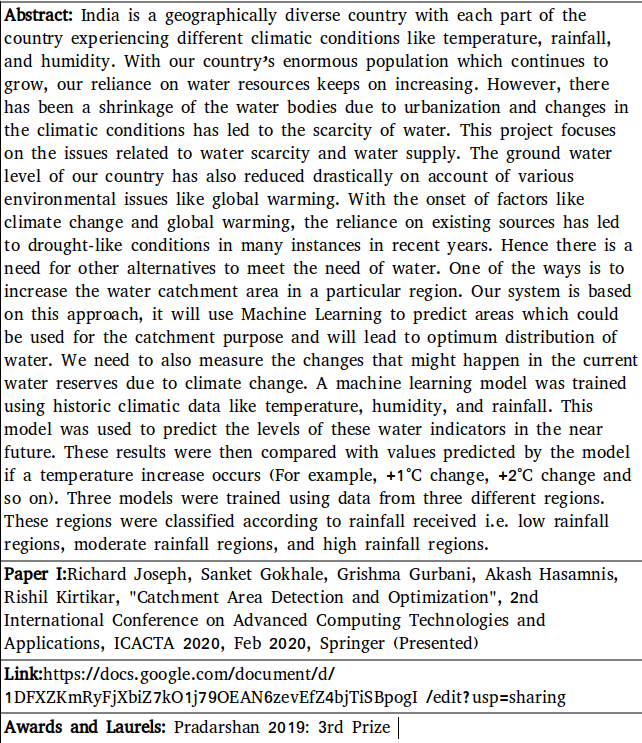 Abstract: India is a geographically diverse country with each part of the
country experiencing different climatic conditions like temperature, rainfall,
and humidity. With our country's enormous population which continues to
grow, our reliance on water resources keeps on increasing. However, there
has been a shrinkage of the water bodies due to urbanization and changes in
the climatic conditions has led to the scarcity of water. This project focuses
on the issues related to water scarcity and water supply. The ground water
level of our country has also reduced drastically on account of various
environmental issues like global warming. With the onset of factors like
climate change and global warming, the reliance on existing sources has led
to drought-like conditions in many instances in recent years. Hence there is a
need for other alternatives to meet the need of water. One of the ways is to
increase the water catchment area in a particular region. Our system is based
on this approach, it will use Machine Learning to predict areas which could
be used for the catchment purpose and will lead to optimum distribution of
water. We need to also measure the changes that might happen in the current
water reserves due to climate change. A machine learning model was trained
using historic climatic data like temperature, humidity, and rainfall. This
model was used to predict the levels of these water indicators in the near
future. These results were then compared with values predicted by the model
if a temperature increase occurs (For example, +1°C change, +2°C change and
so on). Three models were trained using data from three different regions.
These regions were classified according to rainfall received i.e. low rainfall
regions, moderate rainfall regions, and high rainfall regions.
Paper I:Richard Joseph, Sanket Gokhale, Grishma Gurbani, Akash Hasamnis,
Rishil Kirtikar, "Catchment Area Detection and Optimization", 2nd
International Conference on Advanced Computing Technologies and
Applications, ICACTA 2020, Feb 2020, Springer (Presented)
Link:https://docs.google.com/document/d/
1DFXZKmRyFjXbiZ7kO1j79OEAN6zevEfZ4bjTiSBpogI /edit?usp=sharing
Awards and Laurels: Pradarshan 2019: 3rd Prize